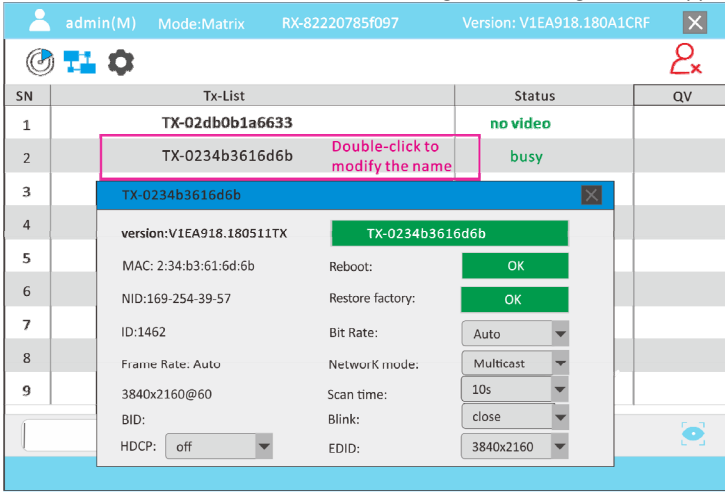 admin(M) Mode:Matrix RX-82220785f097 Version: V1EA918.180A1CRF
SN Tx-List Status QV
1 TX-02db0b1a6633 no video
2 TX-0234b3616d6b Double-click to modify the name busy
3
TX-0234b3616d6b
4
version:V1EA918.180511TX TX-0234b3616d6b
5
MAC: 2:34:b3:61:6d:6b Reboot: OK
6
NID:169-254-39-57 Restore factory: OK
7
ID:1462 Bit Rate: Auto
8
Frame Rate: Auto NetworK mode: Multicast
9
3840x2160@60 Scan time: 10s
BID: Blink: close
HDCP: off EDID: 3840x2160